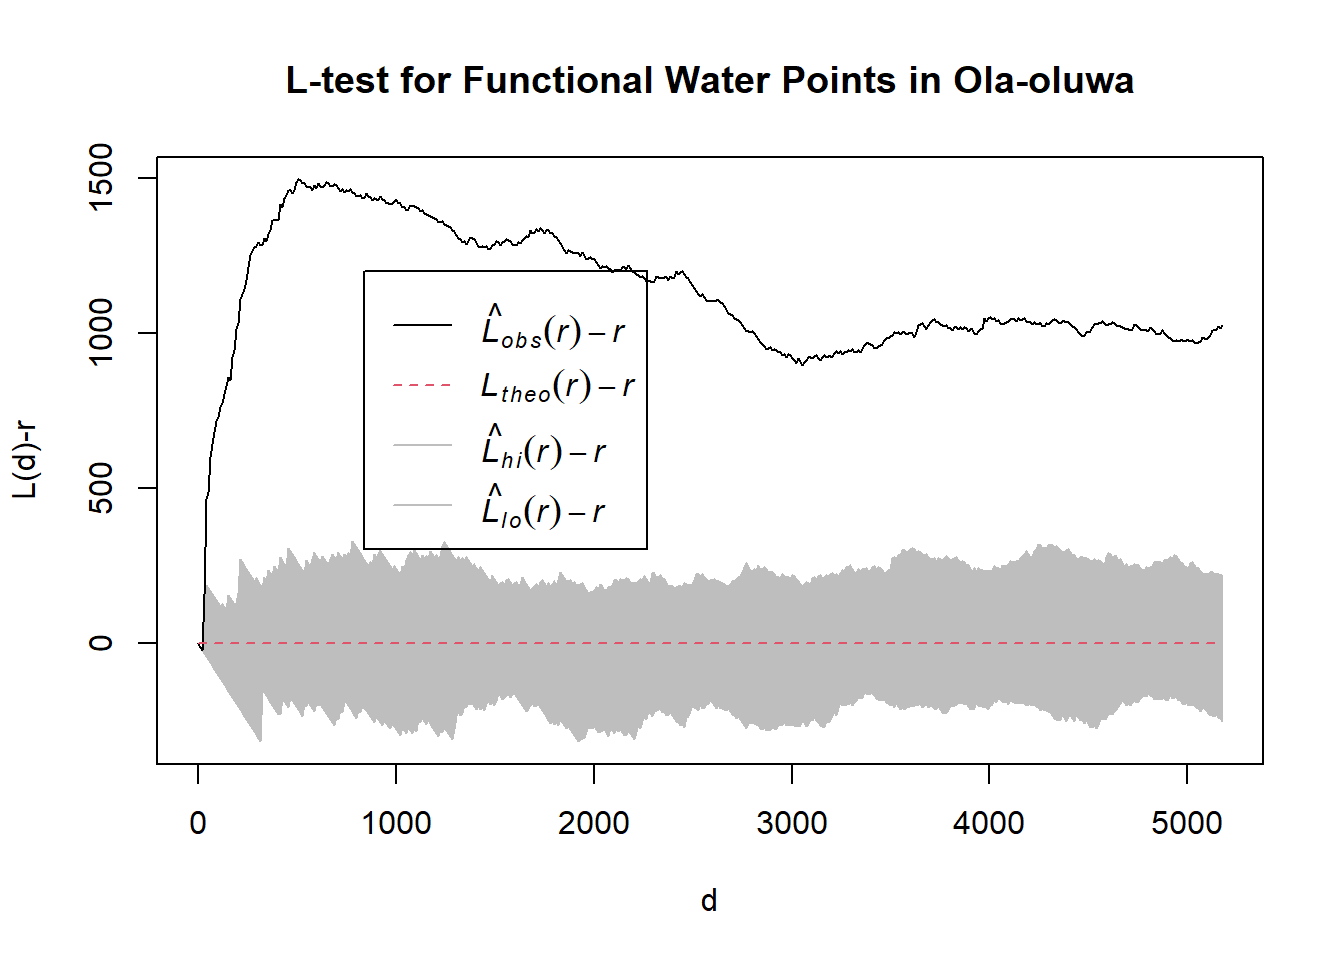 L-test for Functional Water Points in Ola-oluwa
L(d)-r
1500
1000
500
0
L̂obs(r) – r
Ltheo(r) – r
L̂hi(r) – r
L̂lo(r) – r
0 1000 2000 3000 4000 5000
d